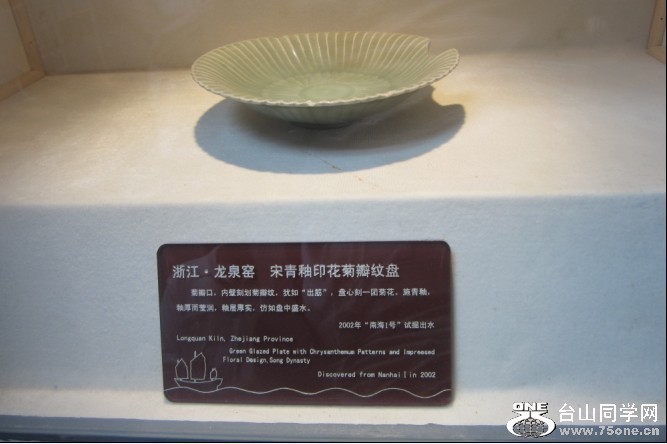 浙江·龙泉窑　宋青釉印花菊瓣纹盘
菊瓣口，内壁刻划菊瓣纹，犹如“出筋”，盘心刻一团菊花，施青釉，
釉厚而莹润，釉层厚实，仿如盘中盛水。
2002年“南海1号”试掘出水
Longquan Kiln, Zhejiang Province
Green Glazed Plate with Chrysanthemum Patterns and Impressed
Floral Design,Song Dynasty
Discovered from Nanhai I in 2002
ONE 台山同学网
www.75one.cn